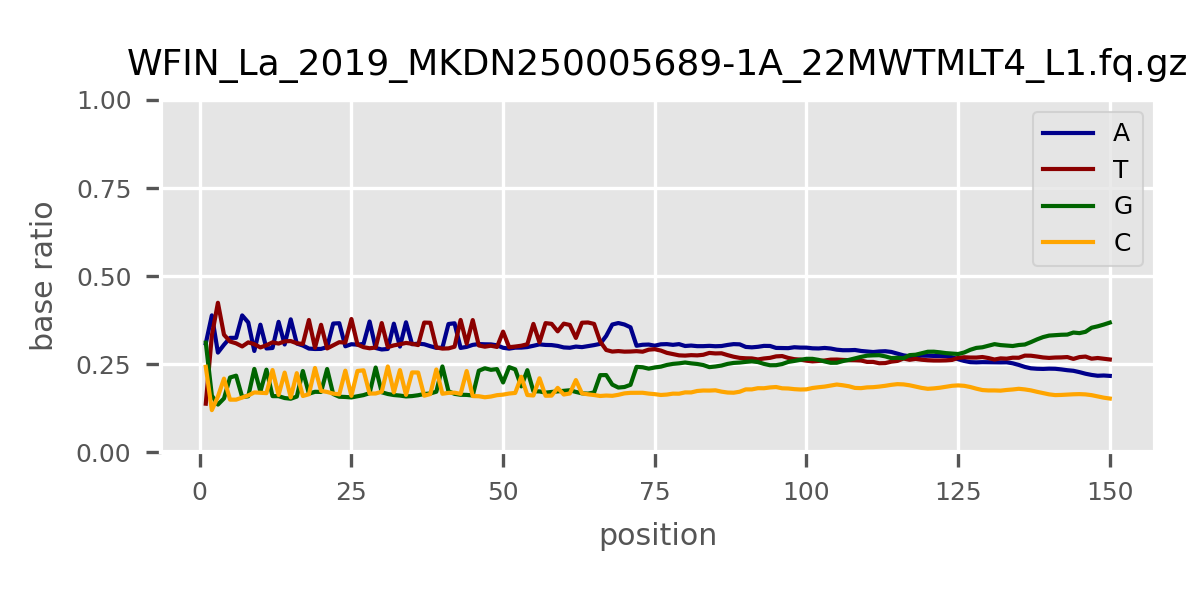 WFIN_La_2019_MKDN250005689-1A_22MWTMLT4_L1.fq.gz
1.00
0.75
0.50
0.25
0.00
base ratio
A
T
G
C
0 25 50 75 100 125 150
position